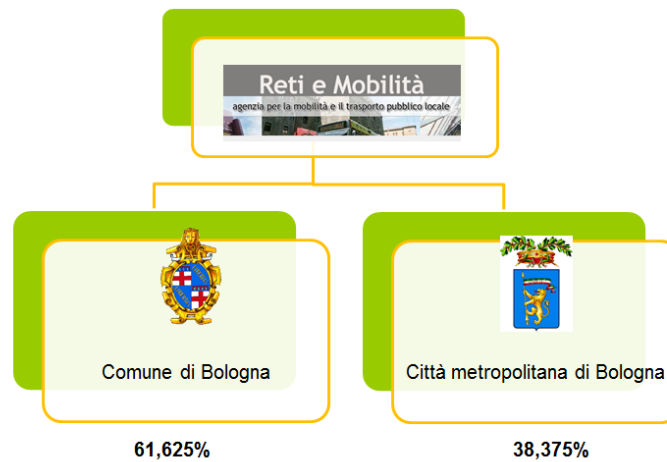 Reti e Mobilità
agenzia per la mobilità e il trasporto pubblico locale
Comune di Bologna
Città metropolitana di Bologna
61,625%
38,375%